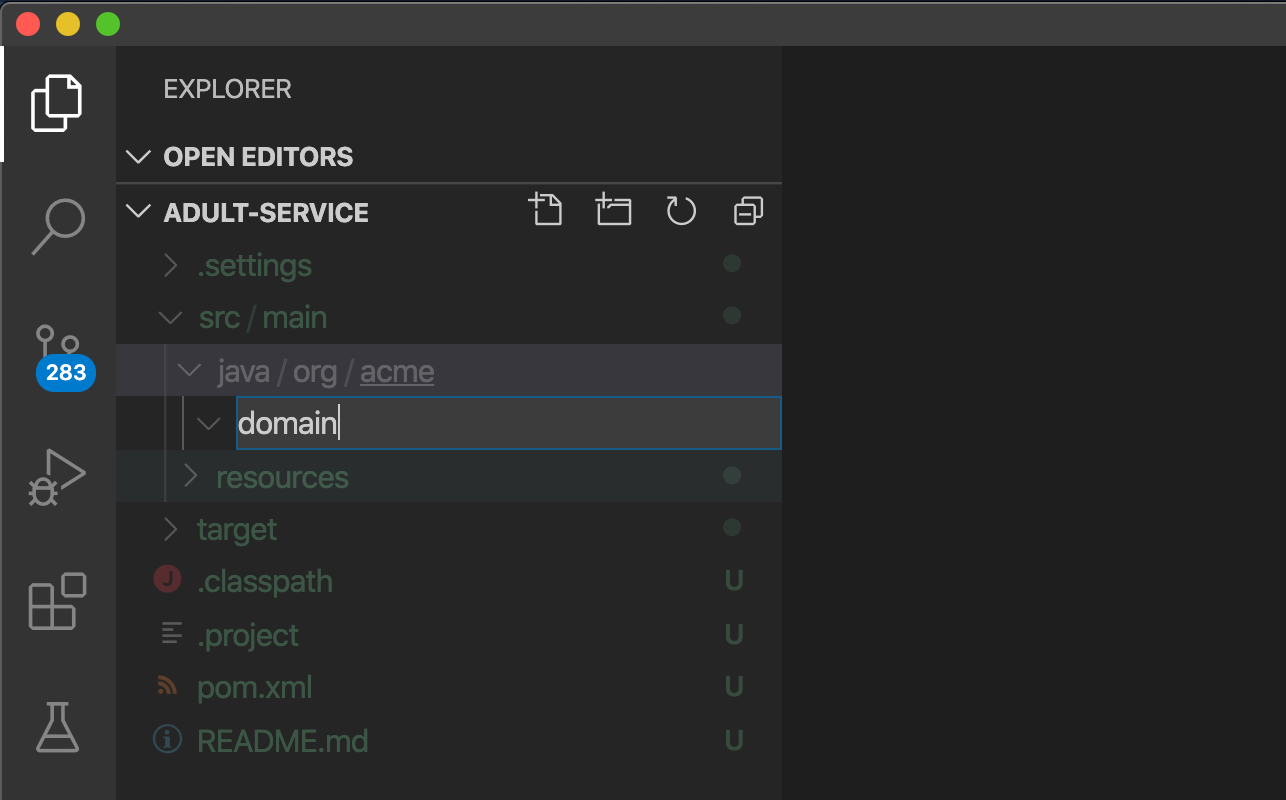 EXPLORER
OPEN EDITORS
ADULT-SERVICE
.settings
src / main
283
java / org / acme
domain
resources
target
J .classpath U
.project U
pom.xml U
i README.md U